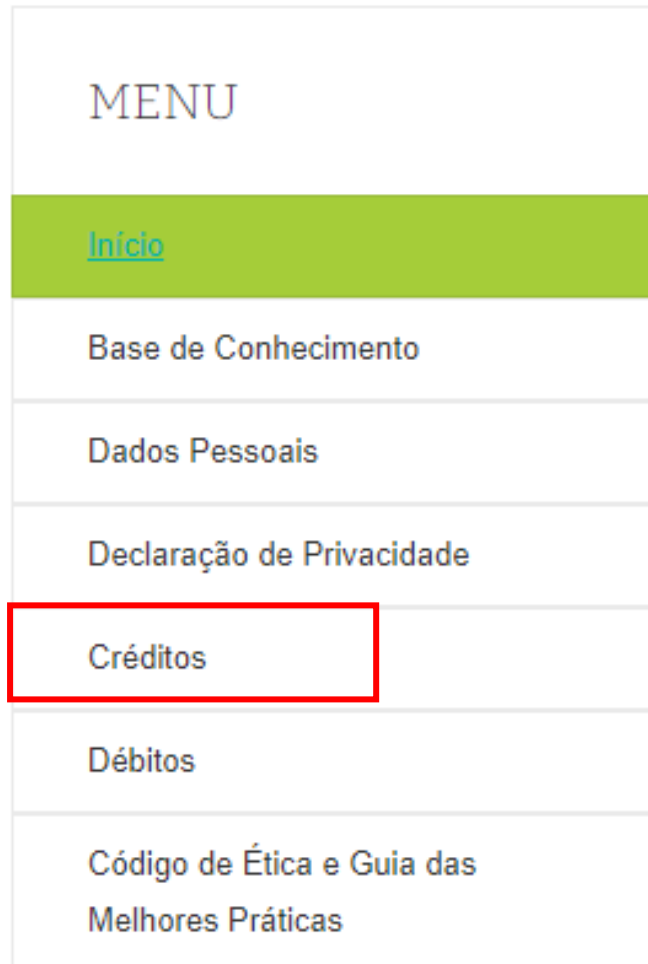 MENU
Início
Base de Conhecimento
Dados Pessoais
Declaração de Privacidade
Créditos
Débitos
Código de Ética e Guia das
Melhores Práticas